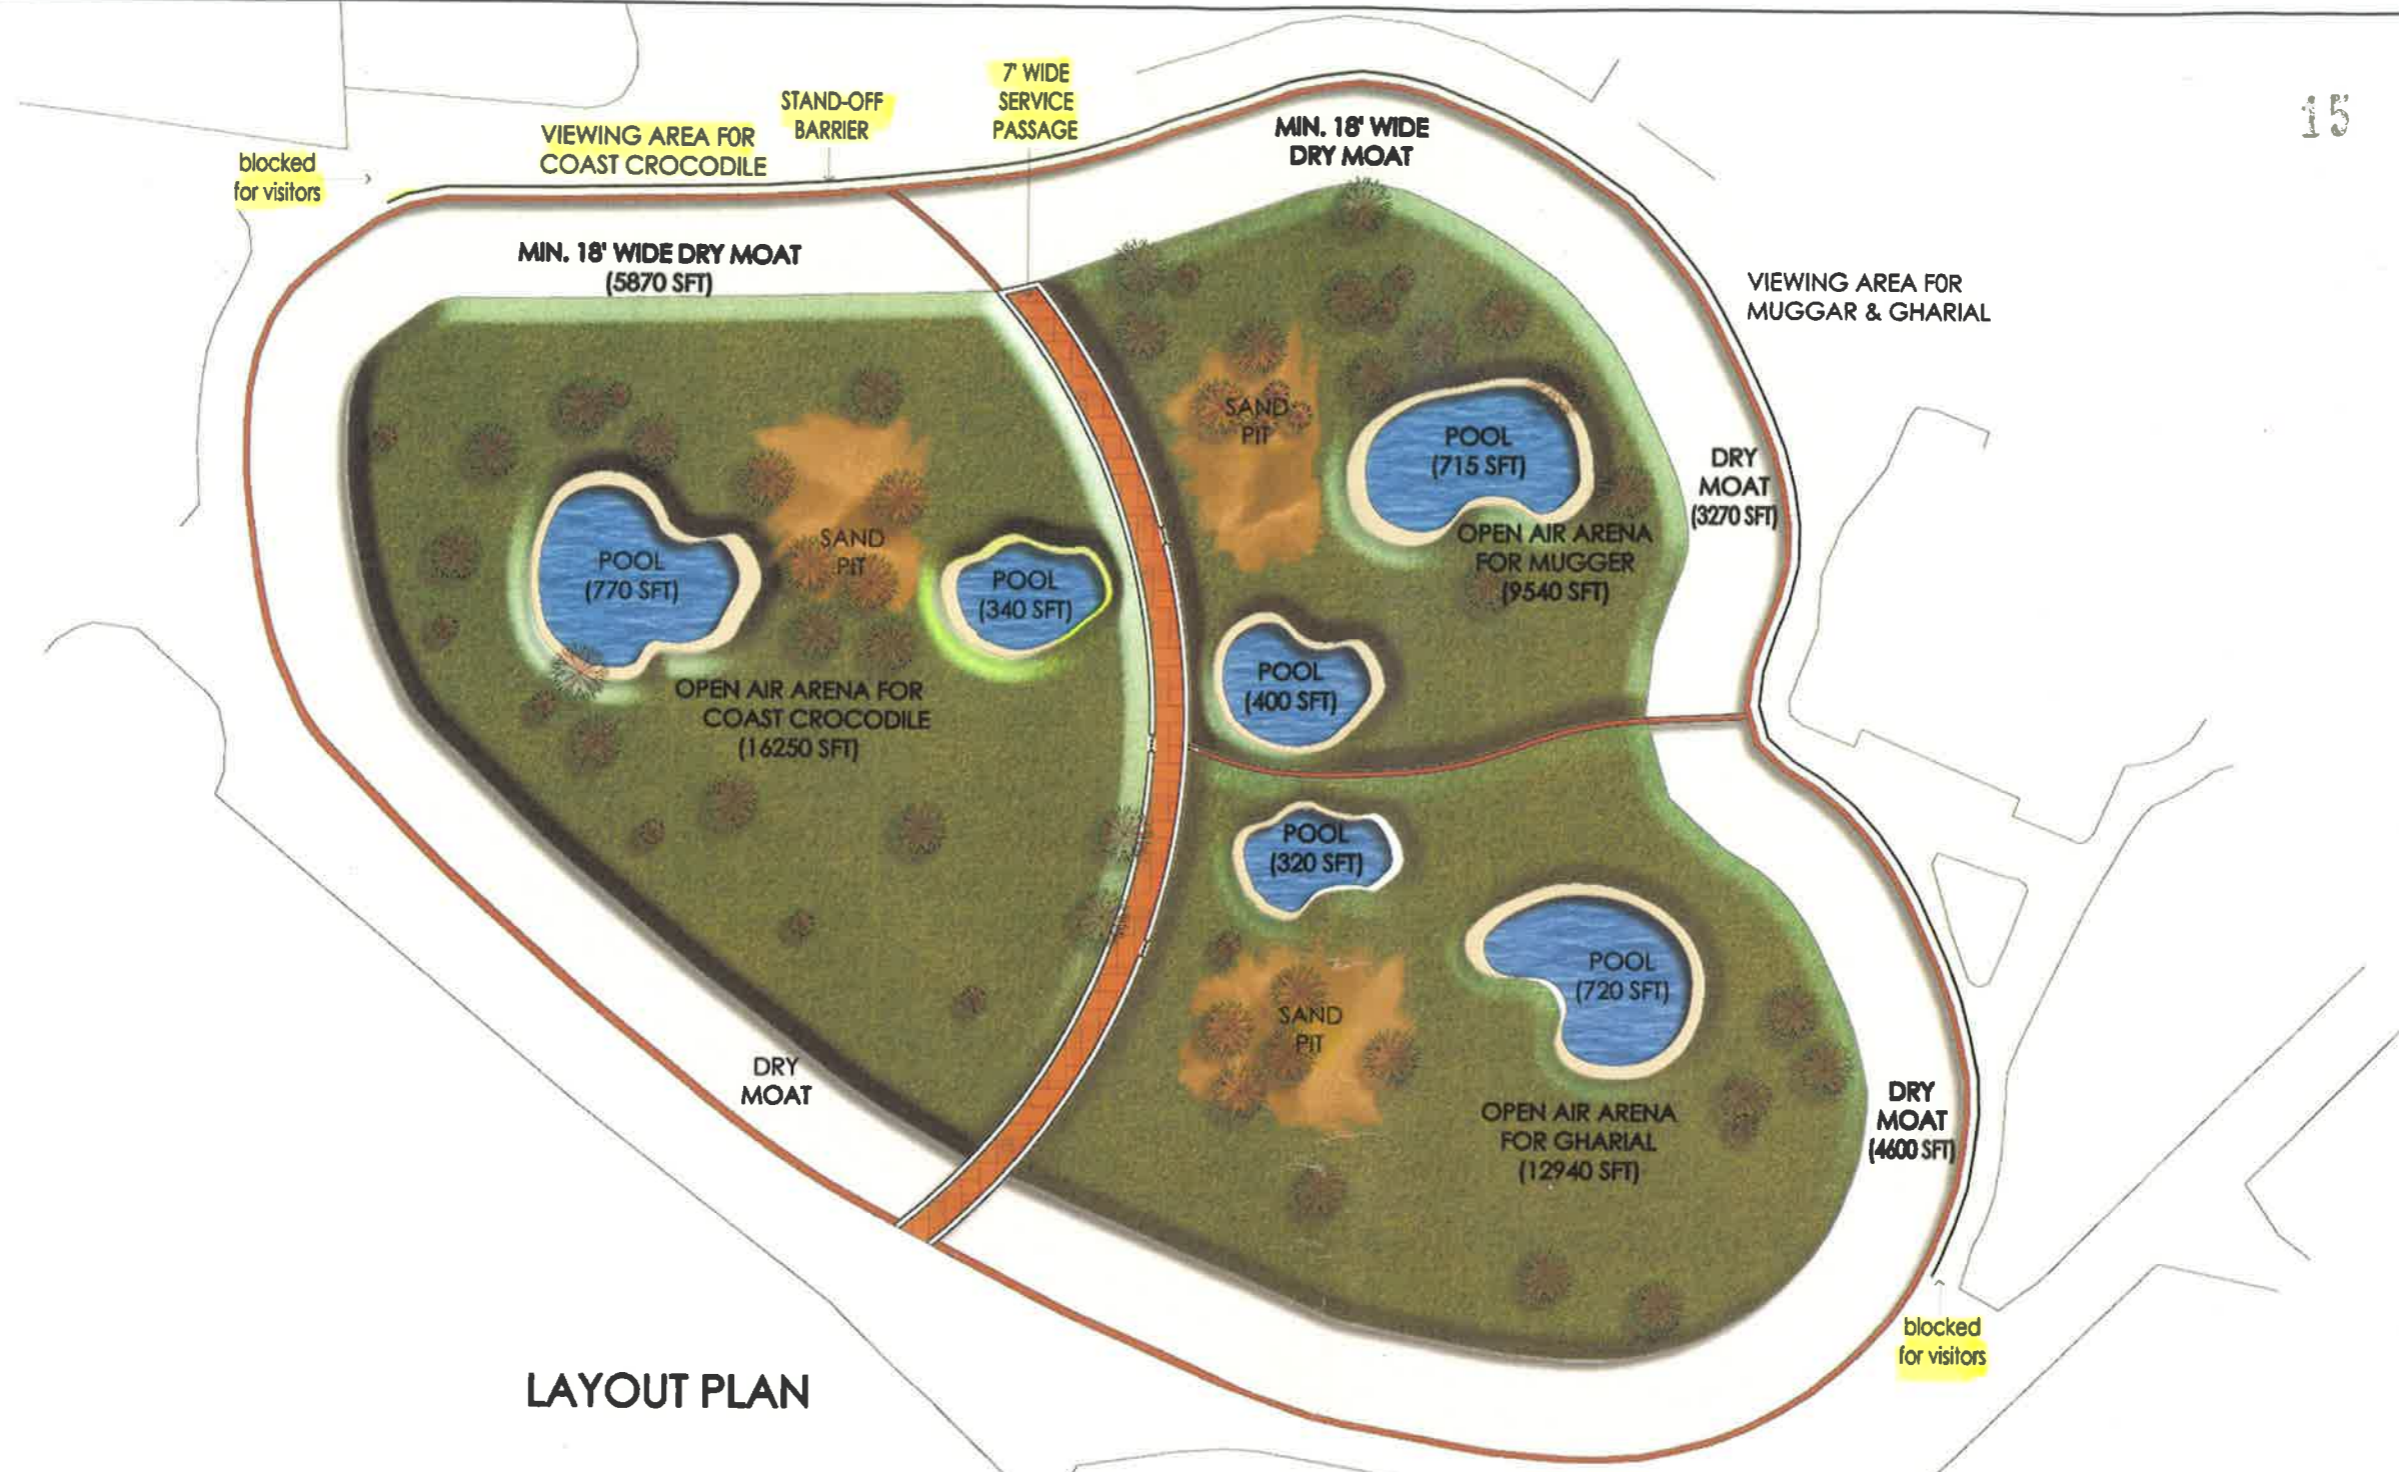 15
7' WIDE
SERVICE
PASSAGE
STAND-OFF
BARRIER
VIEWING AREA FOR
COAST CROCODILE
blocked
for visitors
MIN. 18' WIDE
DRY MOAT
MIN. 18' WIDE DRY MOAT
(5870 SFT)
VIEWING AREA FOR
MUGGAR & GHARIAL
SAND
PIT
POOL
(715 SFT)
DRY
MOAT
(3270 SFT)
OPEN AIR ARENA
FOR MUGGER
(9540 SFT)
SAND
PIT
POOL
(770 SFT)
POOL
(340 SFT)
OPEN AIR ARENA FOR
COAST CROCODILE
(16250 SFT)
POOL
(400 SFT)
POOL
(320 SFT)
POOL
(720 SFT)
SAND
PIT
DRY
MOAT
OPEN AIR ARENA
FOR GHARIAL
(12940 SFT)
DRY
MOAT
(4600 SFT)
blocked
for visitors
LAYOUT PLAN